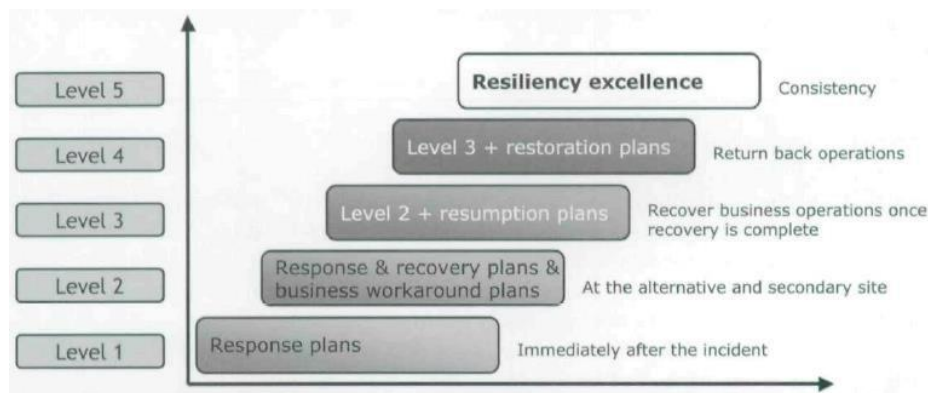 Level 5
Resiliency excellence
Consistency
Level 4
Level 3 + restoration plans
Return back operations
Level 3
Level 2 + resumption plans
Recover business operations once
recovery is complete
Level 2
Response & recovery plans &
business workaround plans
At the alternative and secondary site
Level 1
Response plans
Immediately after the incident